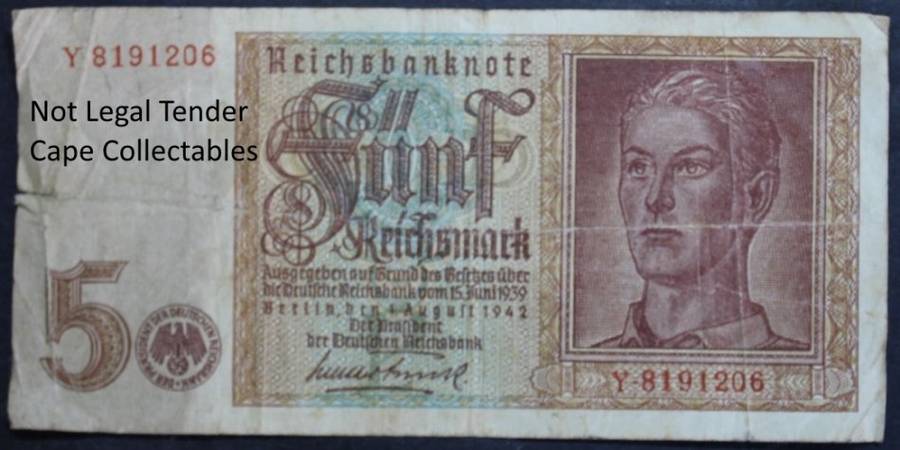 Y 8191206
Not Legal Tender
Cape Collectables
Reichsbanknote
Fünf
Reichsmark
Ausgegeben auf Grund des Gesetzes über
die Deutsche Reichsbank vom 15. Juni 1939
Berlin, den 1. August 1942
Der Präsident
der Deutschen Reichsbank
5
Y·8191206